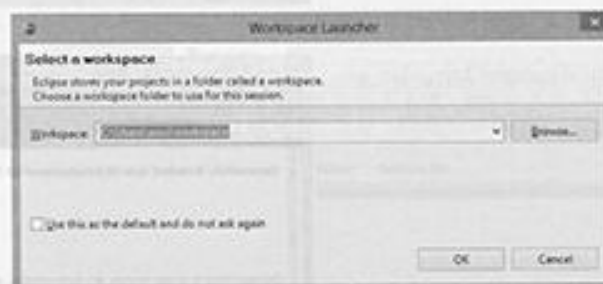 Workspace Launcher
Select a workspace
Eclipse stores your projects in a folder called a workspace.
Choose a workspace folder to use for this session.
Workspace:
Browse...
Use this as the default and do not ask again
OK
Cancel